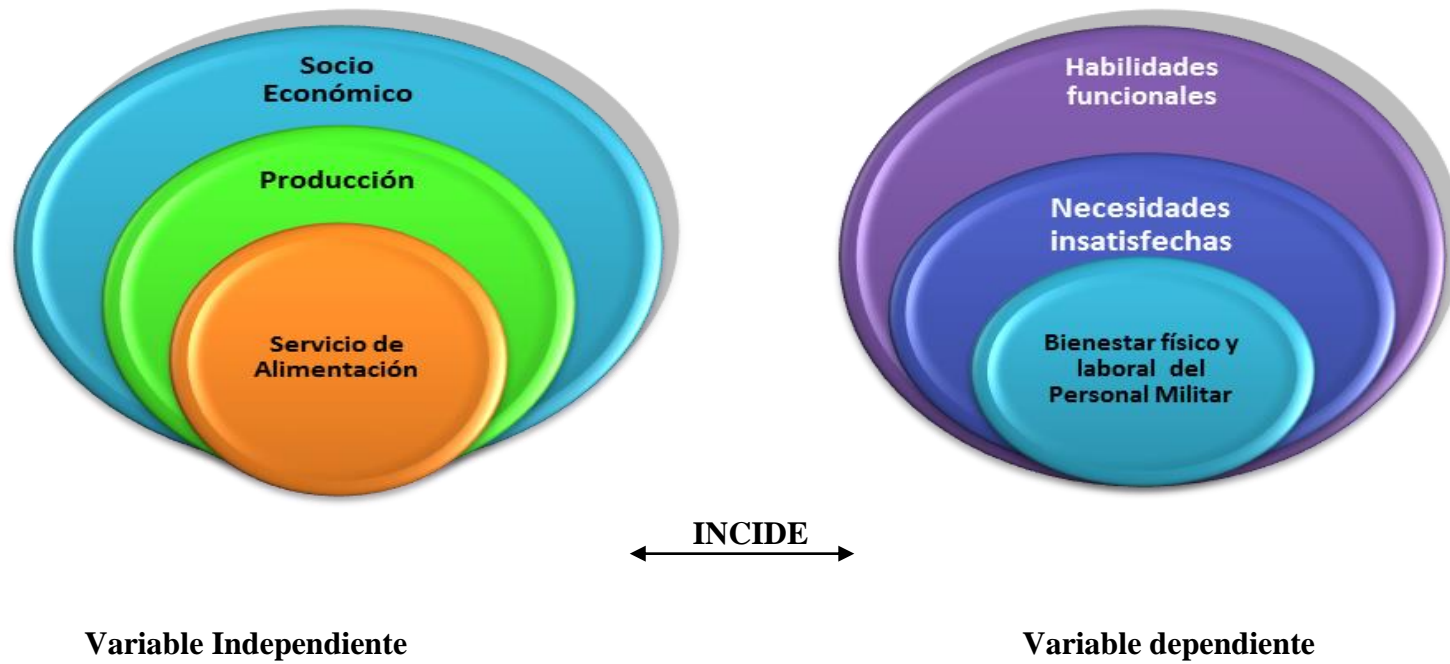 Socio
Económico
Producción
Servicio de
Alimentación
Habilidades
funcionales
Necesidades
insatisfechas
Bienestar físico y
laboral del
Personal Militar
INCIDE
Variable Independiente
Variable dependiente